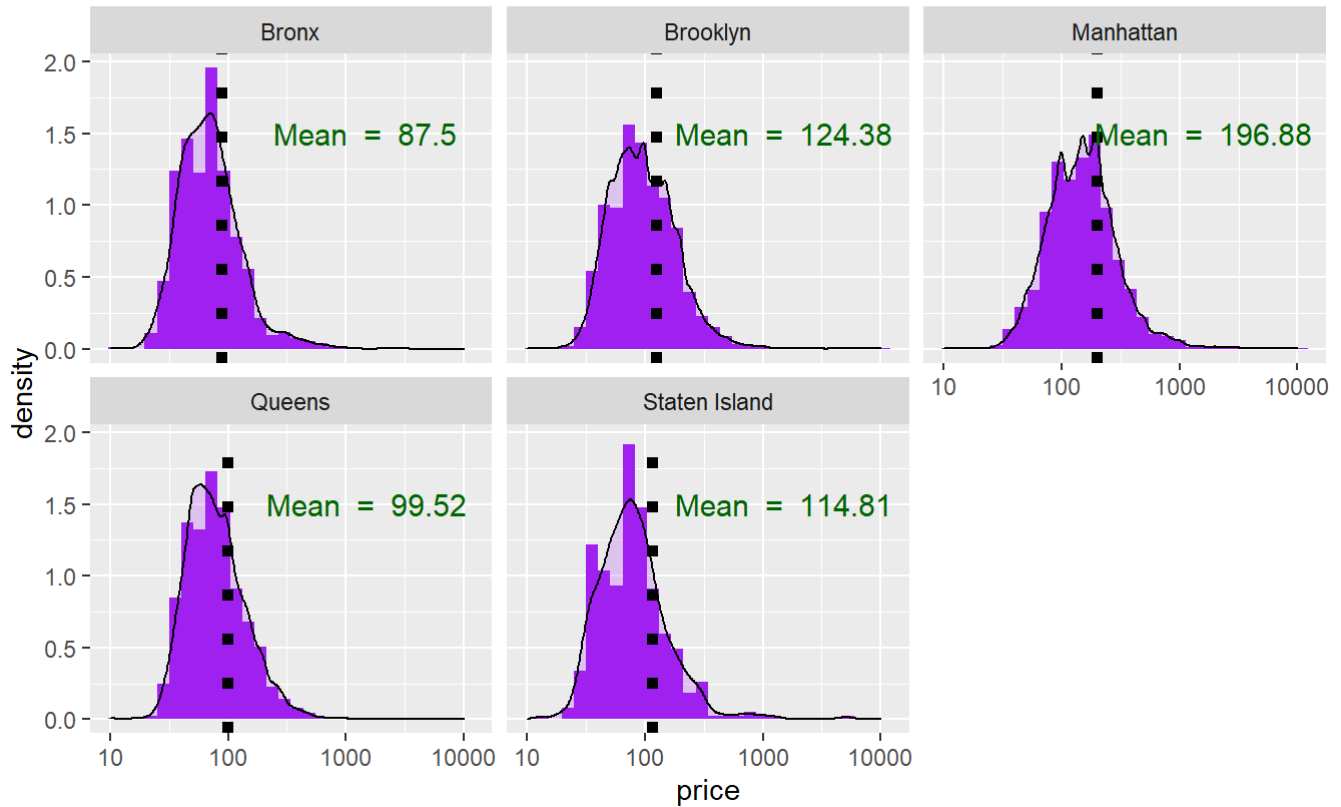 Bronx
Brooklyn
Manhattan
2.0
1.5
1.0
0.5
0.0
Mean = 87.5
Mean = 124.38
Mean = 196.88
10 100 1000 10000
Queens
Staten Island
2.0
1.5
1.0
0.5
0.0
Mean = 99.52
Mean = 114.81
10 100 1000 10000
10 100 1000 10000
density
price